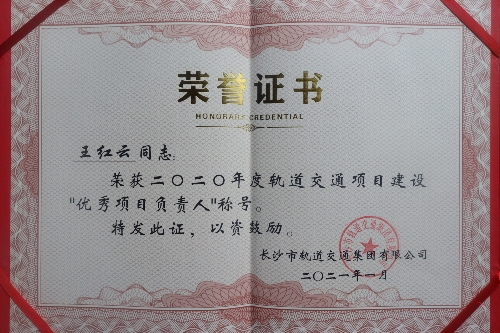 荣誉证书
HONORARY CREDENTIAL
王红云同志：
荣获二〇二〇年度轨道交通项目建设
"优秀项目负责人"称号。
特发此证，以资鼓励。
长沙市轨道交通集团有限公司
二〇二一年一月